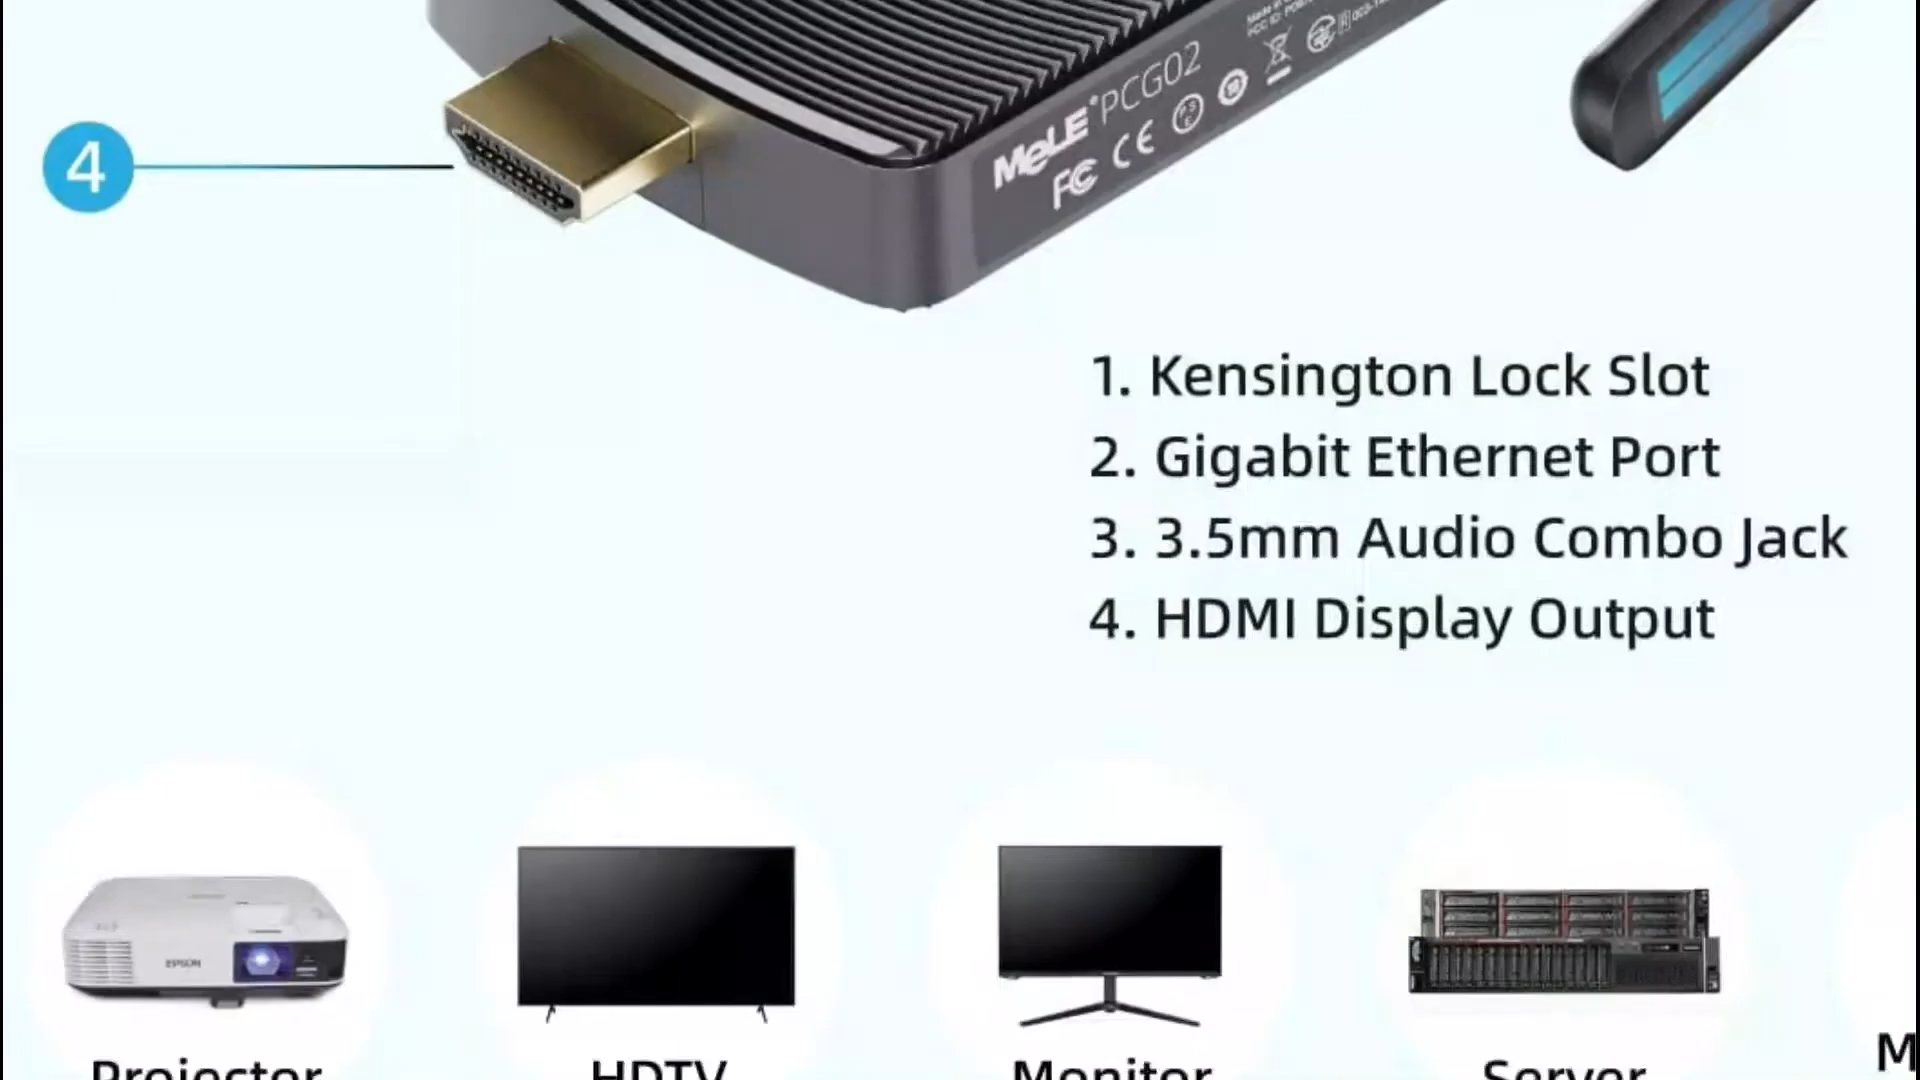 4
MeLE PCG02
FC CE
1. Kensington Lock Slot
2. Gigabit Ethernet Port
3. 3.5mm Audio Combo Jack
4. HDMI Display Output
EPSON
Projector
HDTV
Monitor
Server
M